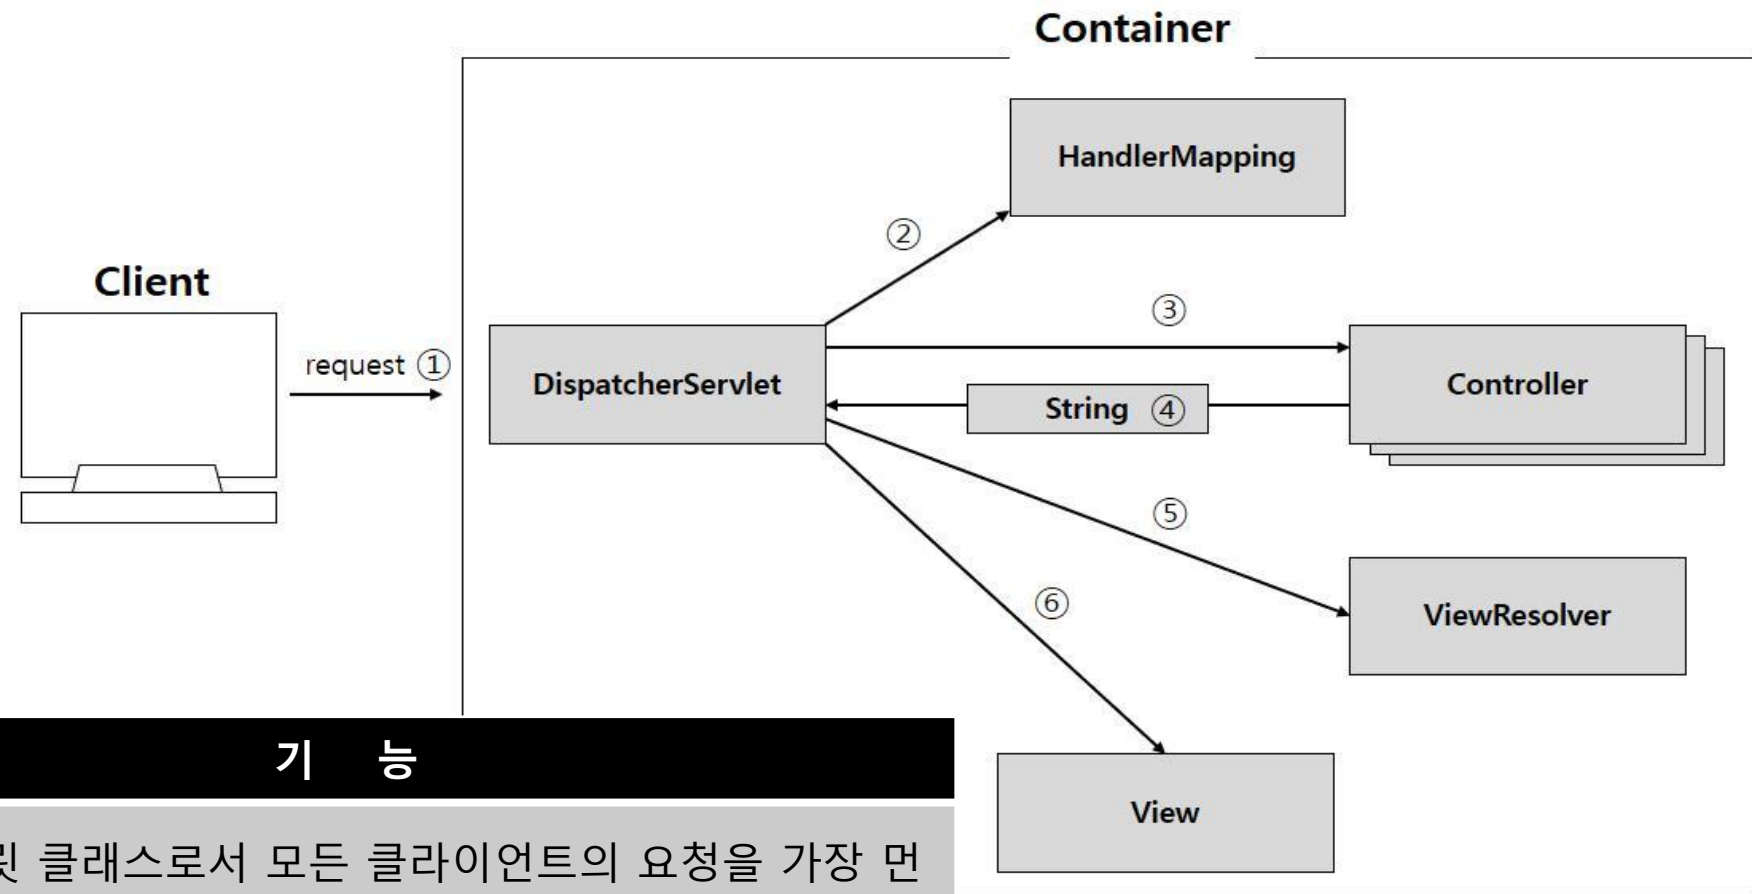 Container
HandlerMapping
②
Client
③
request ①
DispatcherServlet
Controller
String ④
⑤
⑥
ViewResolver
기 능
View
클래스로서 모든 클라이언트의 요청을 가장 먼